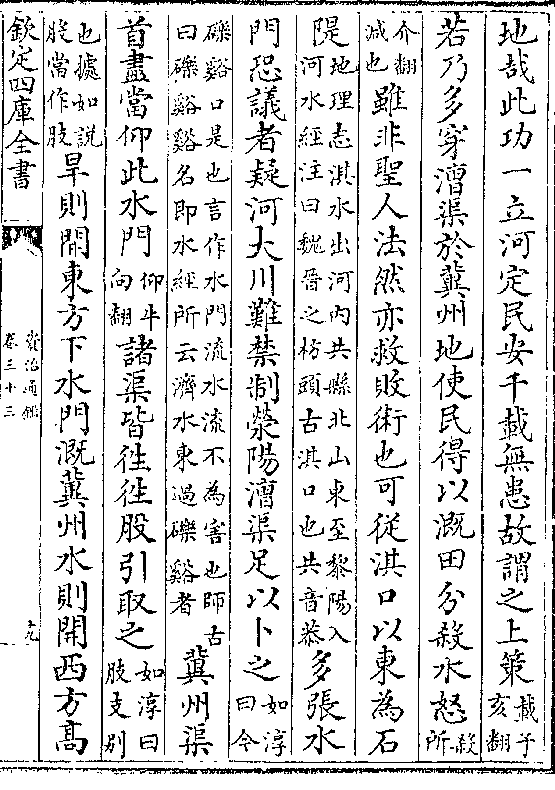 地哉此功一立河定民安千載無患故謂之上策載子亥翻
若乃多穿漕渠於冀州地使民得以溉田分殺水怒殺所
介翻減也雖非聖人法然亦救敗術也可從淇口以東為石
隄地理志淇水出河內共縣北山東至黎陽入河水經注曰魏晉之枋頭古淇口也共音恭多張水
門恐議者疑河大川難禁制滎陽漕渠足以卜之如淳曰今
礫谿口是也言作水門流水流不為害也師古曰礫谿谿名即水經所云濟水東過礫谿者冀州渠
首盡當仰此水門仰牛向翻諸渠皆往往股引取之如淳曰股支別
也據如說股當作肢旱則開東方下水門溉冀州水則開西方高
欽定四庫全書
資治通鑑
卷三十三
十九